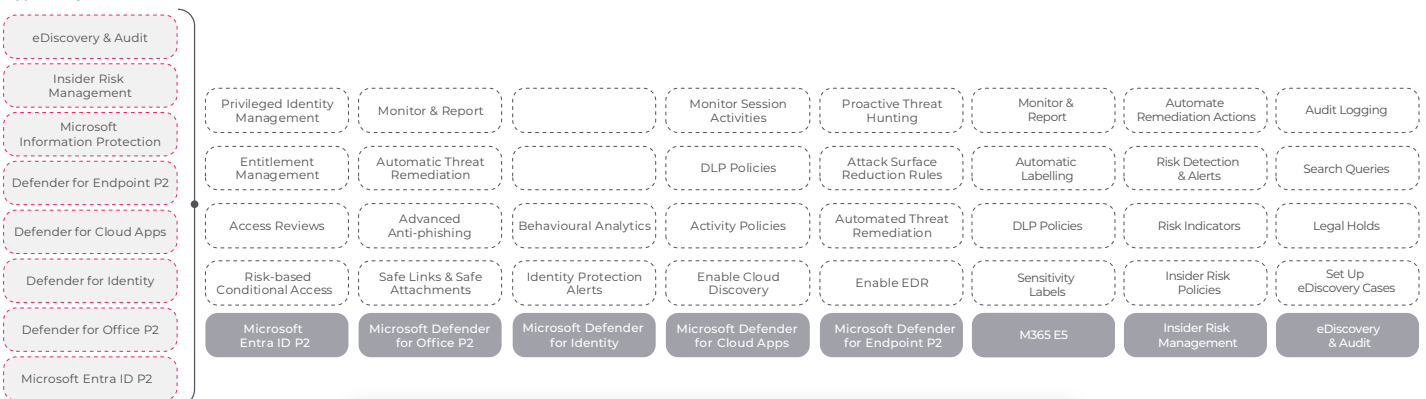 eDiscovery & Audit
Insider Risk
Management
Microsoft
Information Protection
Defender for Endpoint P2
Defender for Cloud Apps
Defender for Identity
Defender for Office P2
Microsoft Entra ID P2
Privileged Identity
Management
Monitor & Report
Monitor Session
Activities
Proactive Threat
Hunting
Monitor &
Report
Automate
Remediation Actions
Audit Logging
Entitlement
Management
Automatic Threat
Remediation
DLP Policies
Attack Surface
Reduction Rules
Automatic
Labelling
Risk Detection
& Alerts
Search Queries
Access Reviews
Advanced
Anti-phishing
Behavioural Analytics
Activity Policies
Automated Threat
Remediation
DLP Policies
Risk Indicators
Legal Holds
Risk-based
Conditional Access
Safe Links & Safe
Attachments
Identity Protection
Alerts
Enable Cloud
Discovery
Enable EDR
Sensitivity
Labels
Insider Risk
Policies
Set Up
eDiscovery Cases
Microsoft
Entra ID P2
Microsoft Defender
for Office P2
Microsoft Defender
for Identity
Microsoft Defender
for Cloud Apps
Microsoft Defender
for Endpoint P2
M365 E5
Insider Risk
Management
eDiscovery
& Audit